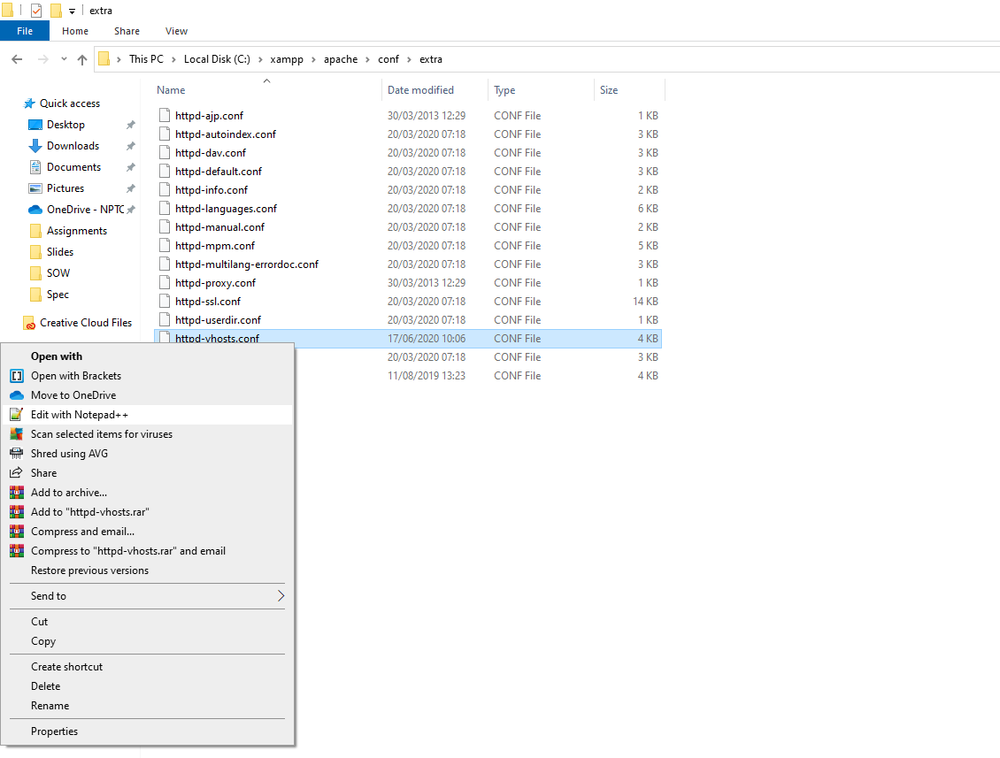 extra
File Home Share View
This PC Local Disk (C:) xampp apache conf extra
Name Date modified Type Size
Quick access
Desktop
Downloads
Documents
Pictures
OneDrive - NPTC
Assignments
Slides
SOW
Spec
Creative Cloud Files
httpd-ajp.conf 30/03/2013 12:29 CONF File 1 KB
httpd-autoindex.conf 20/03/2020 07:18 CONF File 3 KB
httpd-dav.conf 20/03/2020 07:18 CONF File 3 KB
httpd-default.conf 20/03/2020 07:18 CONF File 3 KB
httpd-info.conf 20/03/2020 07:18 CONF File 2 KB
httpd-languages.conf 20/03/2020 07:18 CONF File 6 KB
httpd-manual.conf 20/03/2020 07:18 CONF File 2 KB
httpd-mpm.conf 20/03/2020 07:18 CONF File 5 KB
httpd-multilang-errordoc.conf 20/03/2020 07:18 CONF File 3 KB
httpd-proxy.conf 30/03/2013 12:29 CONF File 1 KB
httpd-ssl.conf 20/03/2020 07:18 CONF File 14 KB
httpd-userdir.conf 20/03/2020 07:18 CONF File 1 KB
httpd-vhosts.conf 17/06/2020 10:06 CONF File 4 KB
20/03/2020 07:18 CONF File 3 KB
11/08/2019 13:23 CONF File 4 KB
Open with
Open with Brackets
Move to OneDrive
Edit with Notepad++
Scan selected items for viruses
Shred using AVG
Share
Add to archive...
Add to "httpd-vhosts.rar"
Compress and email...
Compress to "httpd-vhosts.rar" and email
Restore previous versions
Send to
Cut
Copy
Create shortcut
Delete
Rename
Properties